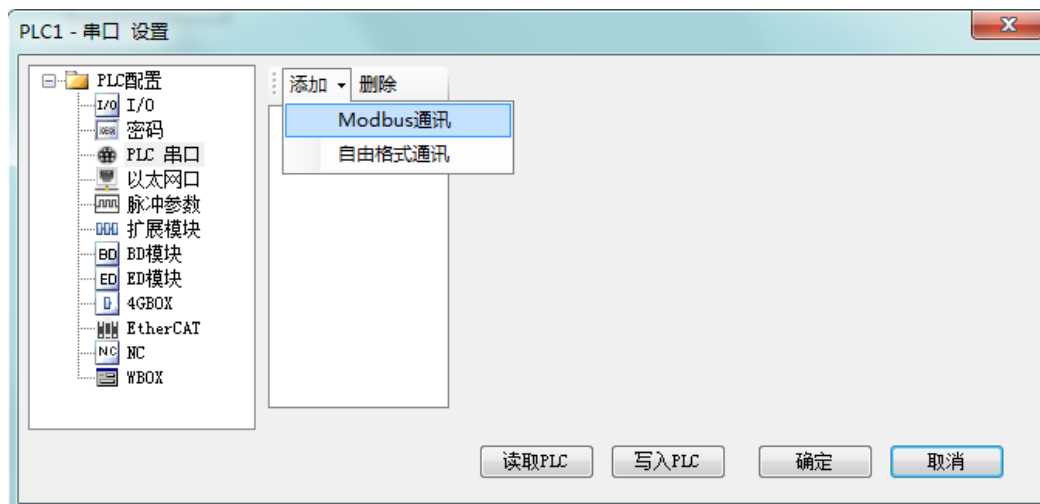 PLC1 - 串口 设置
PLC配置
I/O I/O
密码
PLC 串口
以太网口
脉冲参数
扩展模块
BD BD模块
ED ED模块
4GBOX
EtherCAT
NC NC
WBOX
添加 删除
Modbus通讯
自由格式通讯
读取PLC 写入PLC 确定 取消